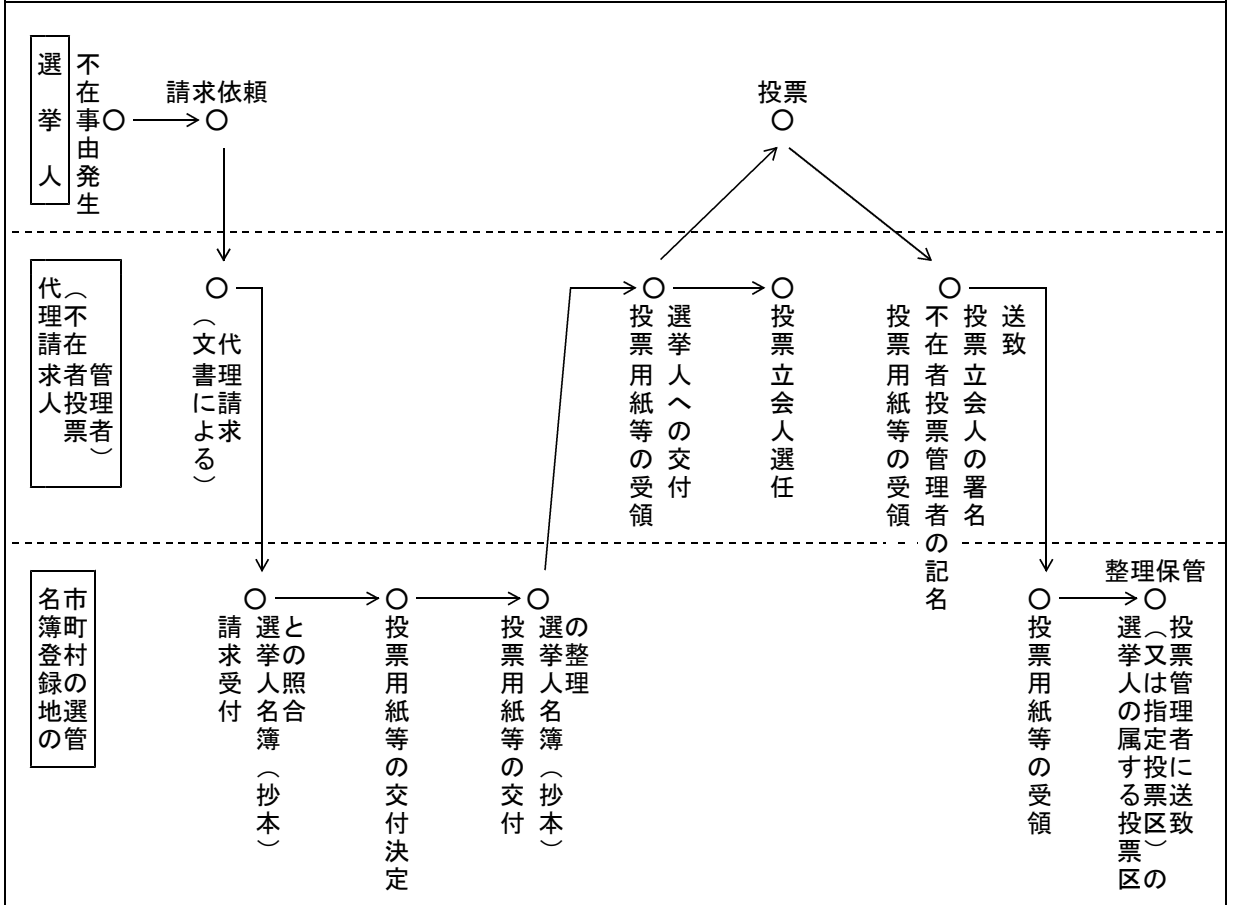 選挙人
不在事由発生
請求依頼
投票
代理請求人
（不在者投票
管理者）
代理請求
（文書による）
投票用紙等の受領
選挙人への交付
投票立会人選任
投票用紙等の受領
不在者投票管理者の記名
投票立会人の署名
送致
名簿登録地の
市町村の選管
請求受付
選挙人名簿（抄本）
との照合
投票用紙等の交付決定
投票用紙等の交付
選挙人名簿（抄本）
の整理
投票用紙等の受領
整理保管
選挙人の属する投票区
（又は指定投票区）の
投票管理者に送致